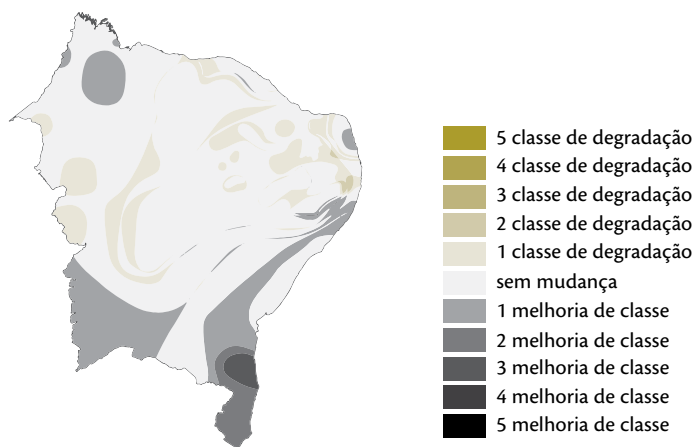 5 classe de degradação
4 classe de degradação
3 classe de degradação
2 classe de degradação
1 classe de degradação
sem mudança
1 melhoria de classe
2 melhoria de classe
3 melhoria de classe
4 melhoria de classe
5 melhoria de classe